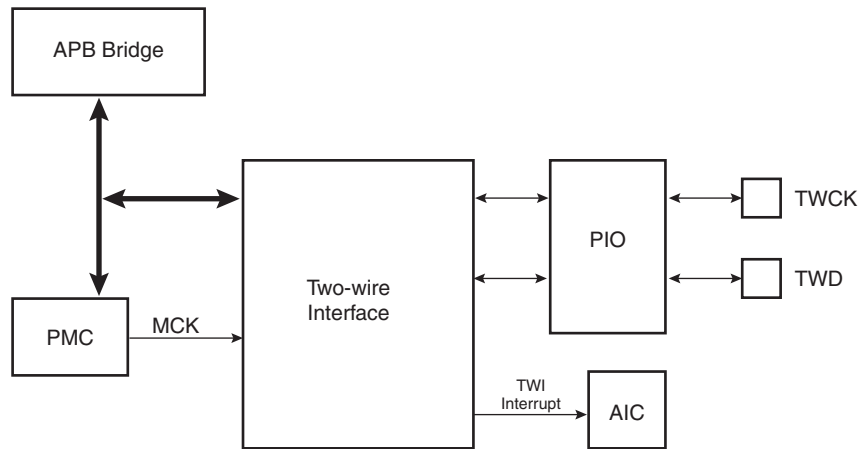 APB Bridge
TWCK
PIO
Two-wire
Interface
TWD
PMC
MCK
TWI
Interrupt
AIC